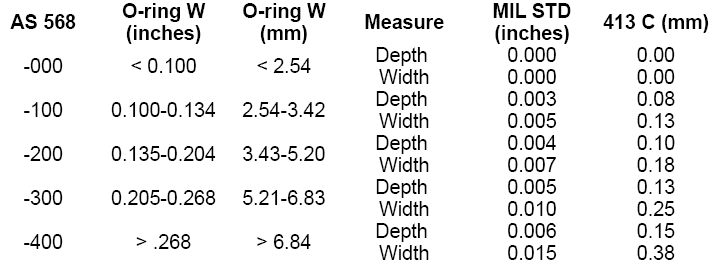 AS 568 O-ring W (inches) O-ring W (mm) Measure MIL STD (inches) 413 C (mm)
-000 < 0.100 < 2.54 Depth 0.000 0.00
Width 0.000 0.00
-100 0.100-0.134 2.54-3.42 Depth 0.003 0.08
Width 0.005 0.13
-200 0.135-0.204 3.43-5.20 Depth 0.004 0.10
Width 0.007 0.18
-300 0.205-0.268 5.21-6.83 Depth 0.005 0.13
Width 0.010 0.25
-400 > .268 > 6.84 Depth 0.006 0.15
Width 0.015 0.38